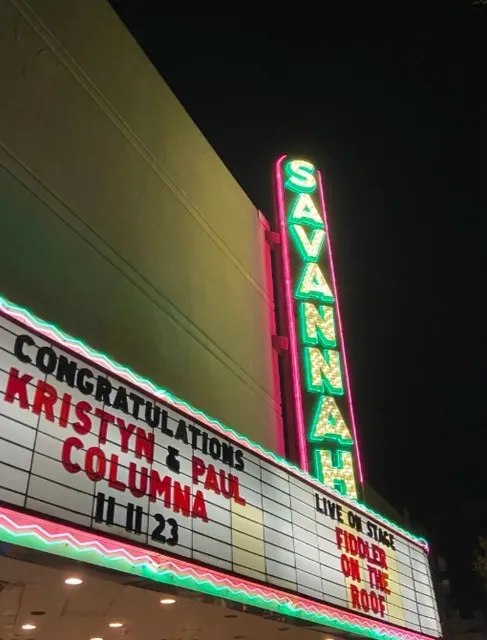 SAVANNAH
CONGRATULATIONS
KRISTYN & PAUL
COLUMNA
11 11 23
LIVE ON STAGE
FIDDLER
ON THE
ROOF